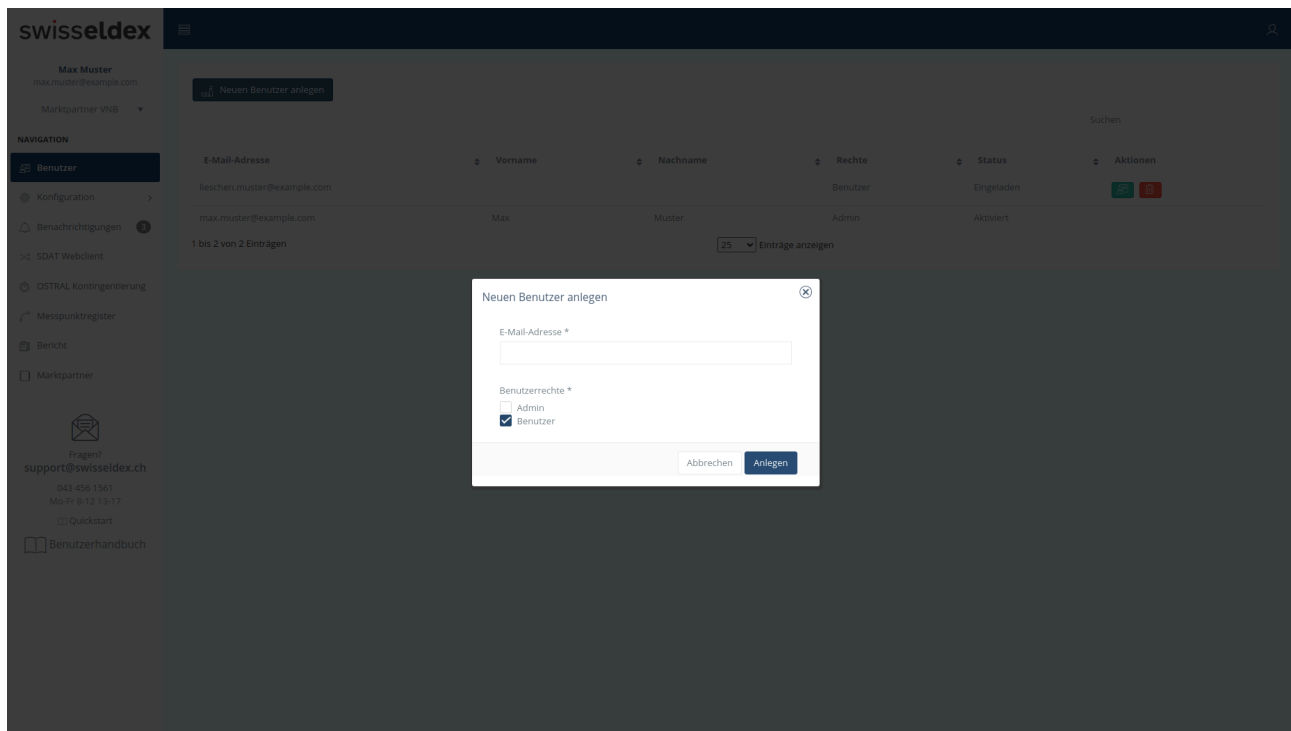 swisseldex
Max Muster
max.muster@example.com
Marktpartner VNB
NAVIGATION
Benutzer
Konfiguration
Benachrichtigungen 3
SDAT Webclient
OSTRAL Kontingentierung
Messpunktregister
Bericht
Marktpartner
Fragen?
support@swisseldex.ch
043 456 1561
Mo-Fr 8-12 13-17
Quickstart
Benutzerhandbuch
Neuen Benutzer anlegen
Suchen
E-Mail-Adresse Vorname Nachname Rechte Status Aktionen
lieschen.muster@example.com Benutzer Eingeladen
max.muster@example.com Max Muster Admin Aktiviert
1 bis 2 von 2 Einträgen 25 Einträge anzeigen
Neuen Benutzer anlegen
E-Mail-Adresse *
Benutzerrechte *
Admin
Benutzer
Abbrechen Anlegen